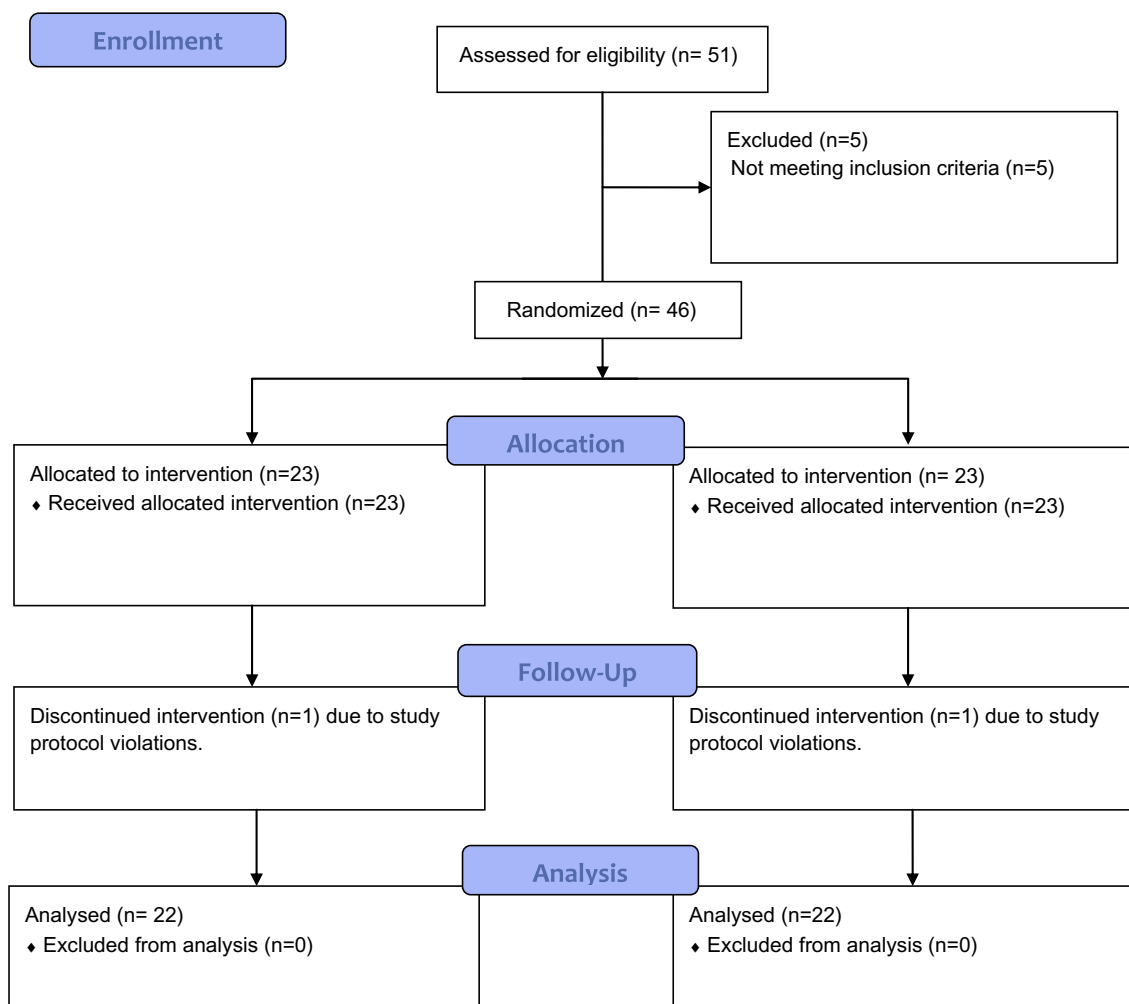 Enrollment
Assessed for eligibility (n= 51)
Excluded (n=5)
Not meeting inclusion criteria (n=5)
Randomized (n= 46)
Allocation
Allocated to intervention (n=23)
♦ Received allocated intervention (n=23)
Allocated to intervention (n= 23)
♦ Received allocated intervention (n=23)
Follow-Up
Discontinued intervention (n=1) due to study
protocol violations.
Discontinued intervention (n=1) due to study
protocol violations.
Analysis
Analysed (n= 22)
♦ Excluded from analysis (n=0)
Analysed (n=22)
♦ Excluded from analysis (n=0)